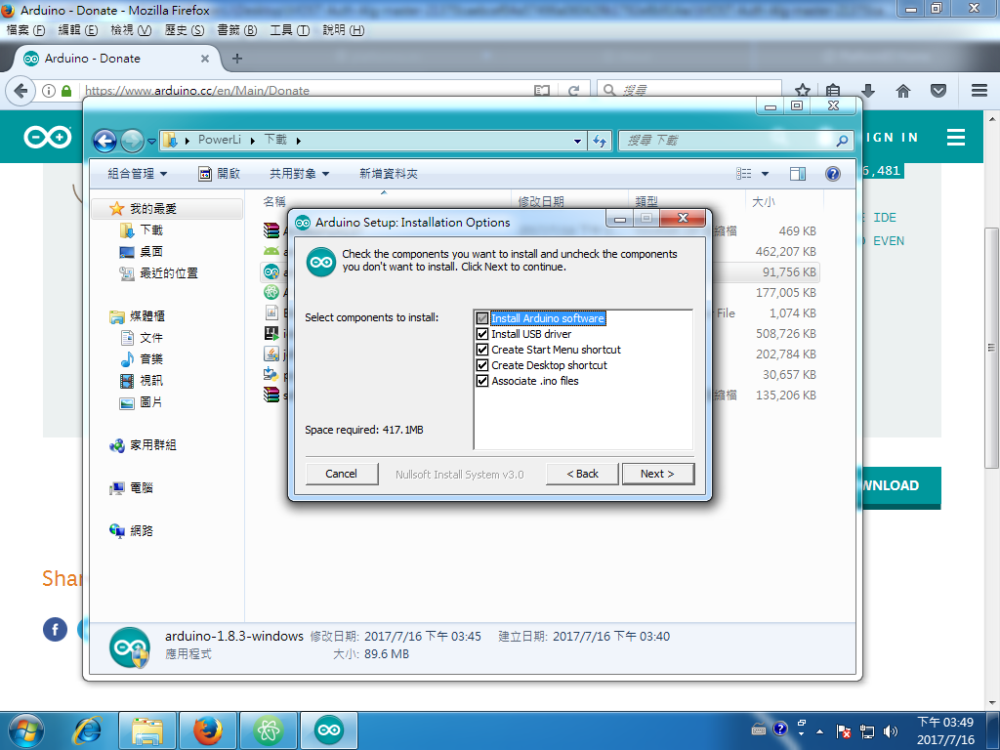 Arduino - Donate - Mozilla Firefox
檔案 (F) 編輯 (E) 檢視 (V) 歷史 (S) 書籤 (B) 工具 (T) 說明 (H)
Arduino - Donate
https://www.arduino.cc/en/Main/Donate
搜尋
IGN IN
PowerLi 下載
搜尋 下載
5,481
組合管理 開啟 共用對象 新增資料夾
我的最愛
下載
桌面
最近的位置
媒體櫃
文件
音樂
視訊
圖片
家用群組
電腦
網路
名稱 修改日期 類型 大小
縮檔 469 KB
462,207 KB
91,756 KB
177,005 KB
File 1,074 KB
508,726 KB
202,784 KB
30,657 KB
縮檔 135,206 KB
IDE
EVEN
Arduino Setup: Installation Options
Check the components you want to install and uncheck the components
you don't want to install. Click Next to continue.
Select components to install:
Install Arduino software
Install USB driver
Create Start Menu shortcut
Create Desktop shortcut
Associate .ino files
Space required: 417.1MB
Cancel Nullsoft Install System v3.0 < Back Next >
WNLOAD
Shar
arduino-1.8.3-windows 修改日期: 2017/7/16 下午 03:45 建立日期: 2017/7/16 下午 03:40
應用程式 大小: 89.6 MB
下午 03:49
2017/7/16